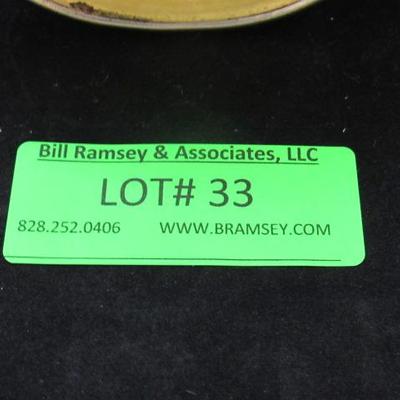 Bill Ramsey & Associates, LLC
LOT# 33
828.252.0406 WWW.BRAMSEY.COM